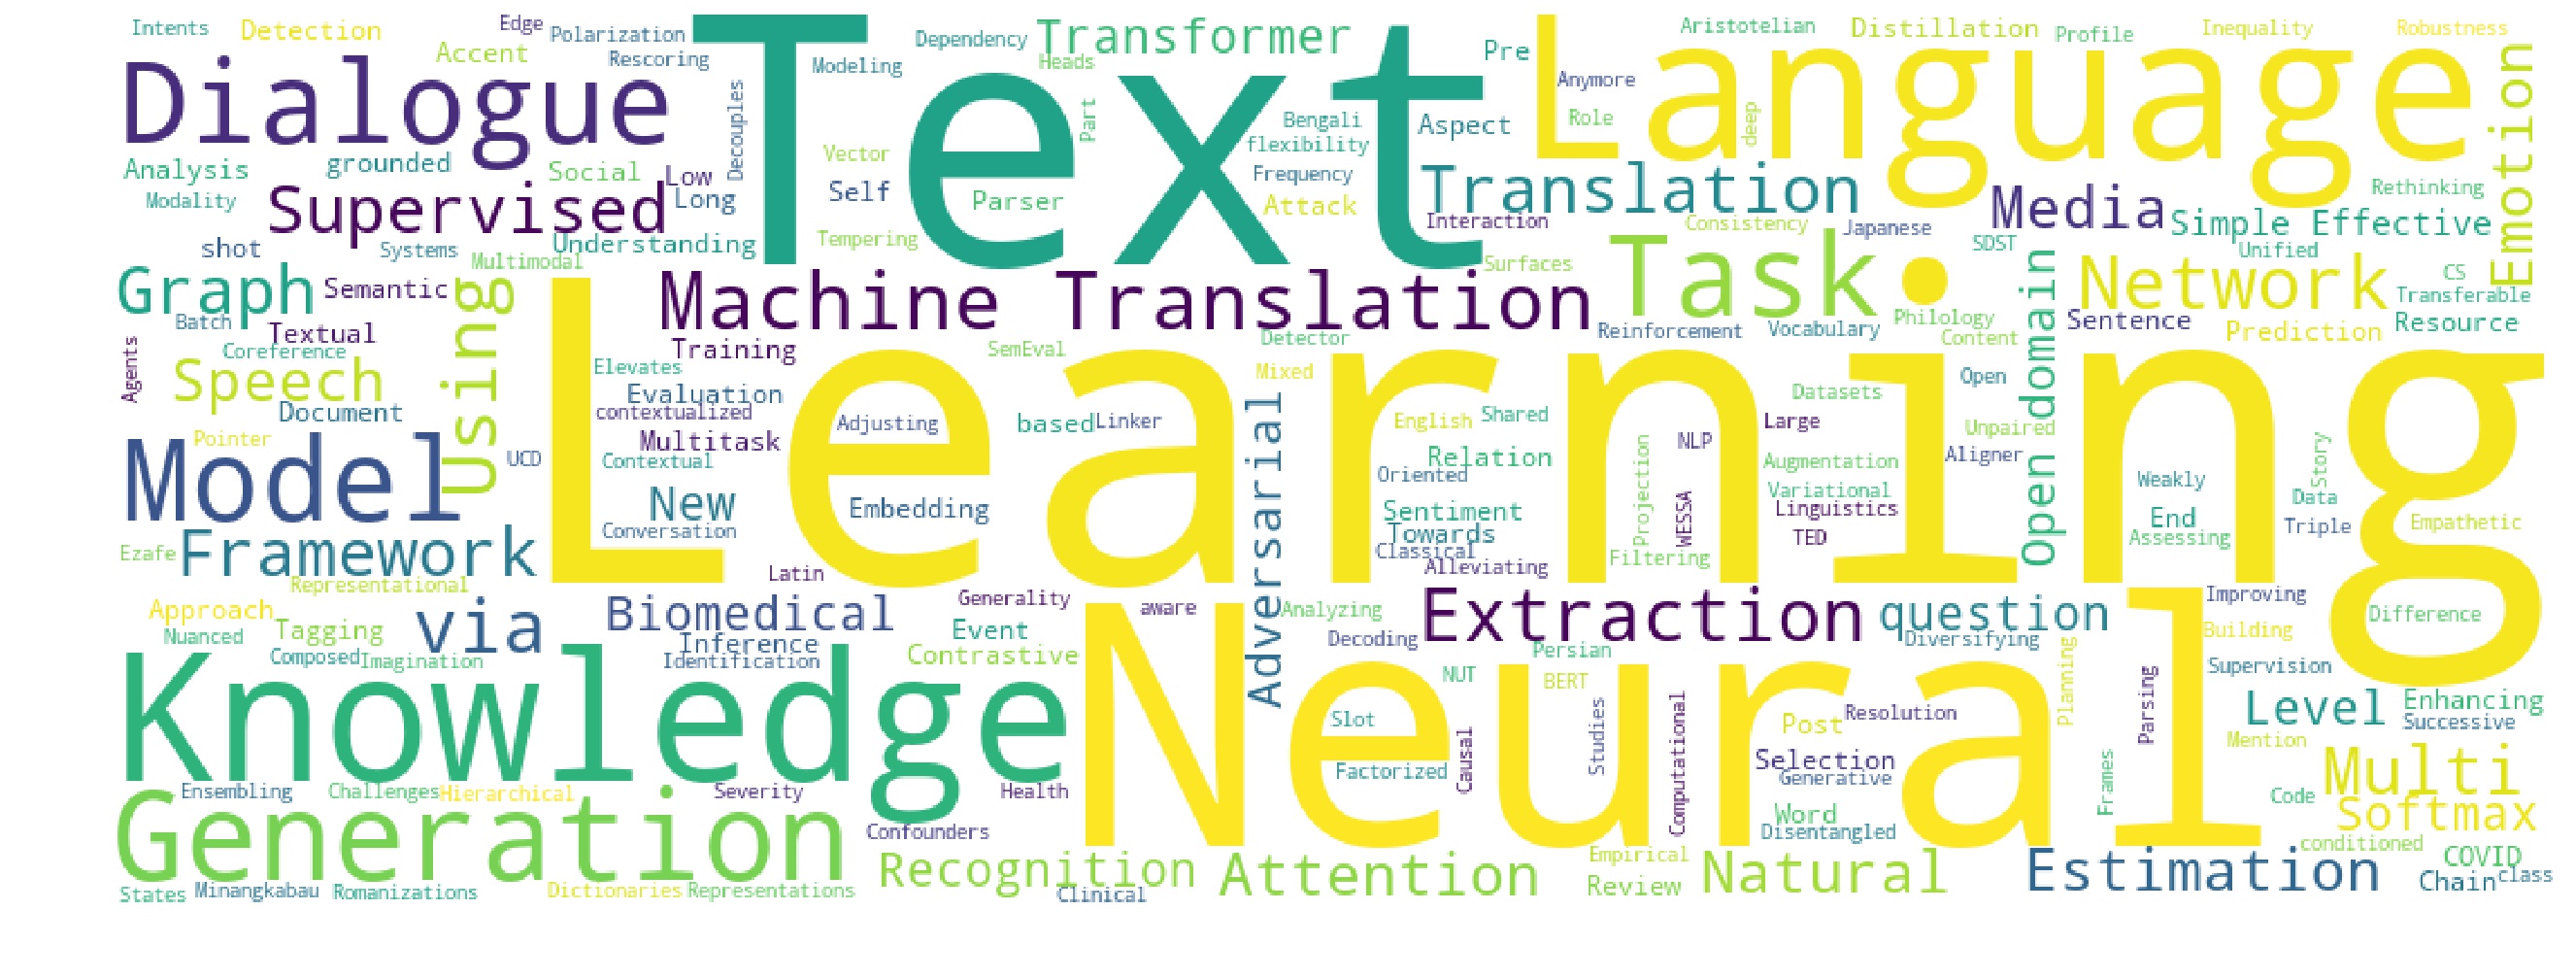 Intents Detection Edge Polarization Text Dependency Transformer Language Aristotelian Distillation Profile Inequality Robustness
Accent Rescoring Modeling Heads Pre Anymore Emotion
Dialogue Decouples Part Bengali Aspect Role deep
Analysis grounded Social Low Vector flexibility Translation Media Rethinking
Modality Supervised Long Self Parser Frequency Attack Interaction Consistency Japanese Simple Effective
shot Systems Understanding Tempering Task SDST Unified
Graph Semantic Multimodal Using Machine Translation Surfaces • Open domain Network CS Transferable
Batch Textual Training SemEval Detector Reinforcement Vocabulary Philology Sentence Prediction Resource
Agents Coreference Elevates Learning Mixed Content
Speech Evaluation Adversarial Datasets Open
Document contextualized Adjusting based Linker English Shared Large Unpaired
Model Pointer Multitask Relation NLP Story
UCD Contextual Oriented Projection Augmentation Aligner Weakly
New Embedding Sentiment WESSA Variational Linguistics Data
Conversation Towards TED End Triple Empathetic
Ezafe Framework Classical Filtering Assessing
Representational Latin Alleviating
Approach via Biomedical Generality aware Analyzing Extraction question Improving Difference
Nuanced Tagging Inference Event Decoding Diversifying Building
Composed Imagination Identification Contrastive Neural Persian Planning Supervision
Knowledge NUT BERT Parsing
Slot Causal Studies Computational Post Resolution Level Enhancing Successive
Factorized Selection Frames Mention
Ensembling Challenges Hierarchical Severity Health Generative Multi
Generation Confounders Word Disentangled Code Softmax
Recognition Attention Empirical Natural Estimation conditioned COVID
States Minangkabau Romanizations Dictionaries Representations Clinical Review Chain class